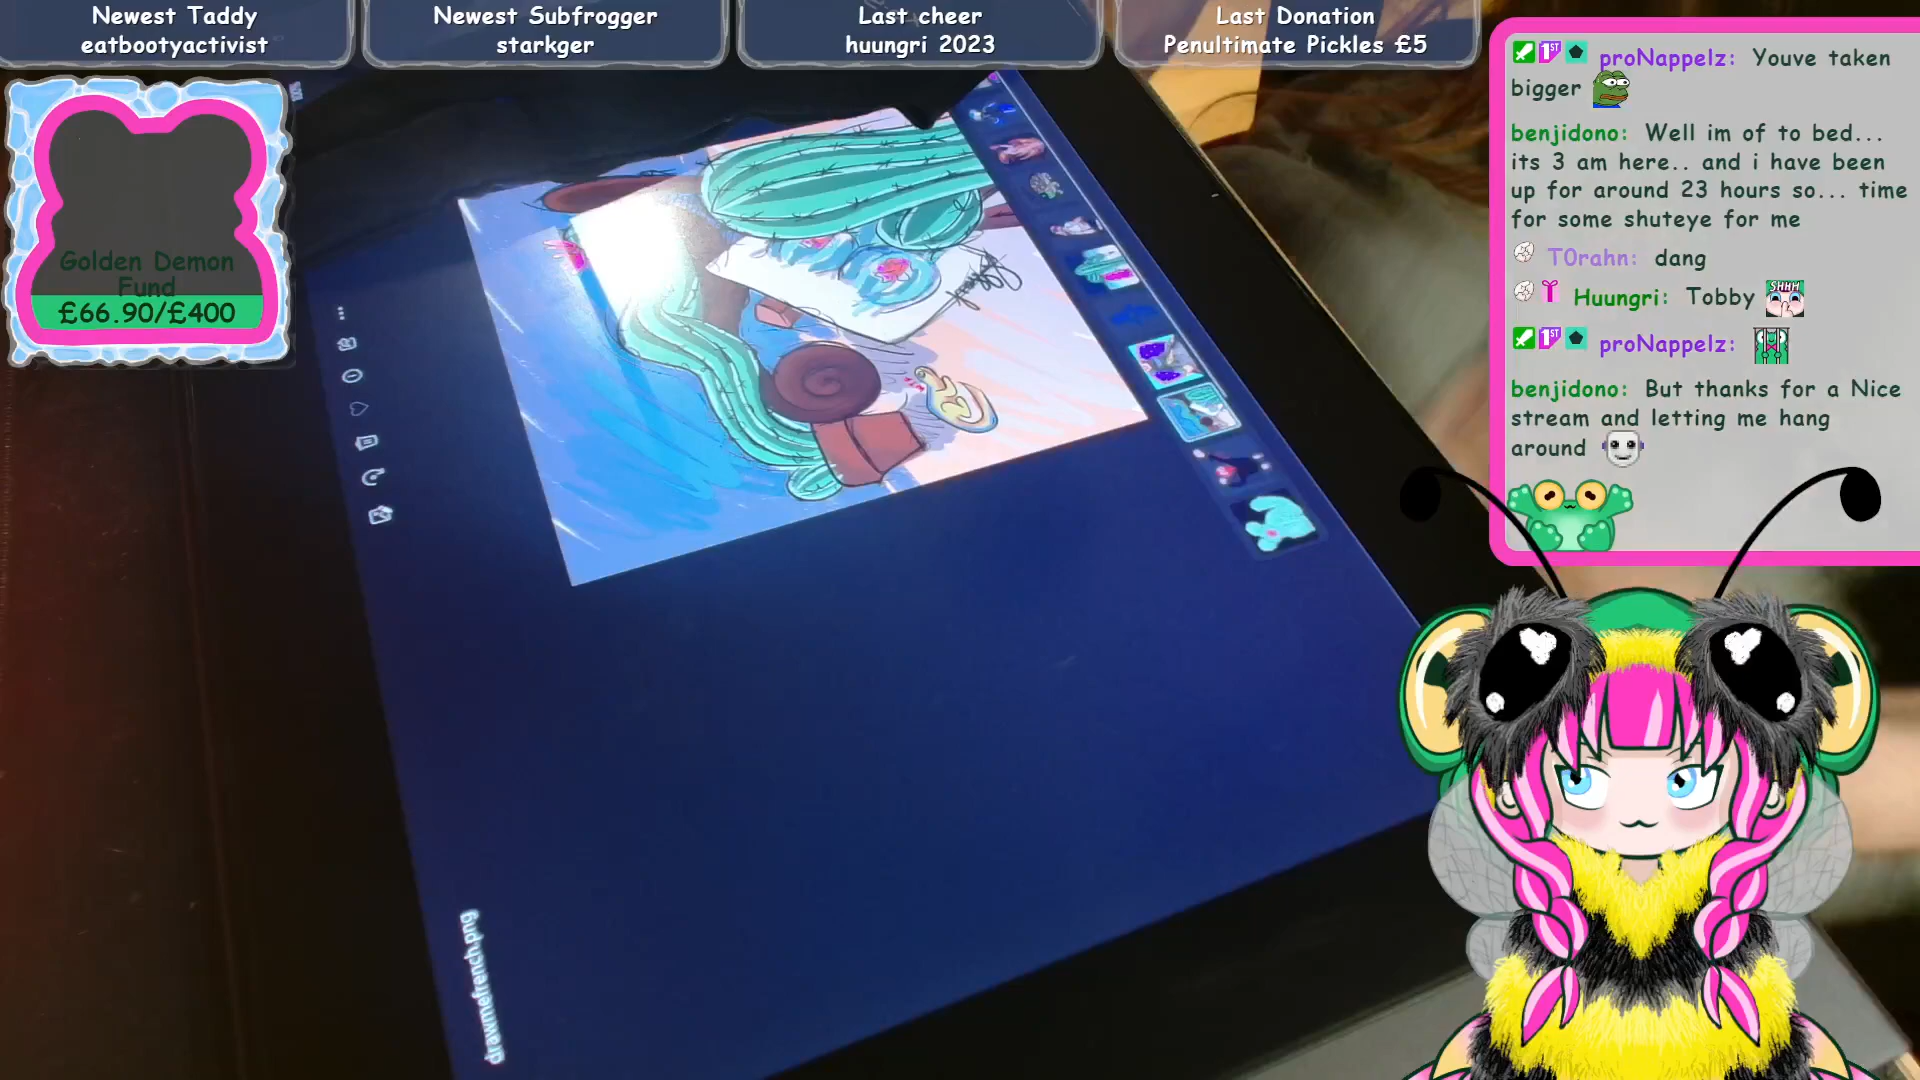 Newest Taddy
eatbootyactivist
Newest Subfrogger
starkger
Last cheer
huungri 2023
Last Donation
Penultimate Pickles £5
Golden Demon
Fund
£66.90/£400
proNappelz: Youve taken
bigger
benjidono: Well im of to bed...
its 3 am here.. and i have been
up for around 23 hours so... time
for some shuteye for me
T0rahn: dang
Huungri: Tobby
SHHH
proNappelz:
benjidono: But thanks for a Nice
stream and letting me hang
around
drawmefrench.png